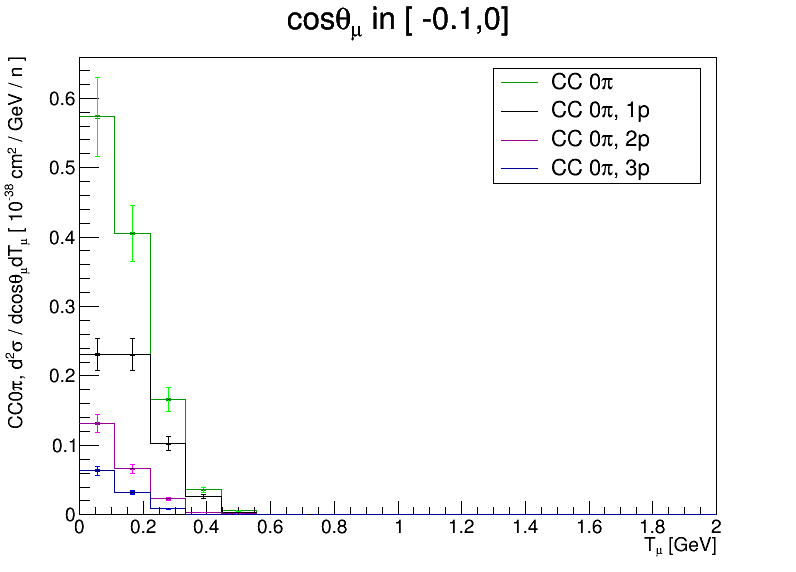 cosθμ in [ -0.1,0]
CC0π, d²σ / dcosθμdTμ [ 10⁻³⁸ cm² / GeV / n ]
CC 0π
CC 0π, 1p
CC 0π, 2p
CC 0π, 3p
0.6
0.5
0.4
0.3
0.2
0.1
0
0 0.2 0.4 0.6 0.8 1 1.2 1.4 1.6 1.8 2
Tμ [GeV]